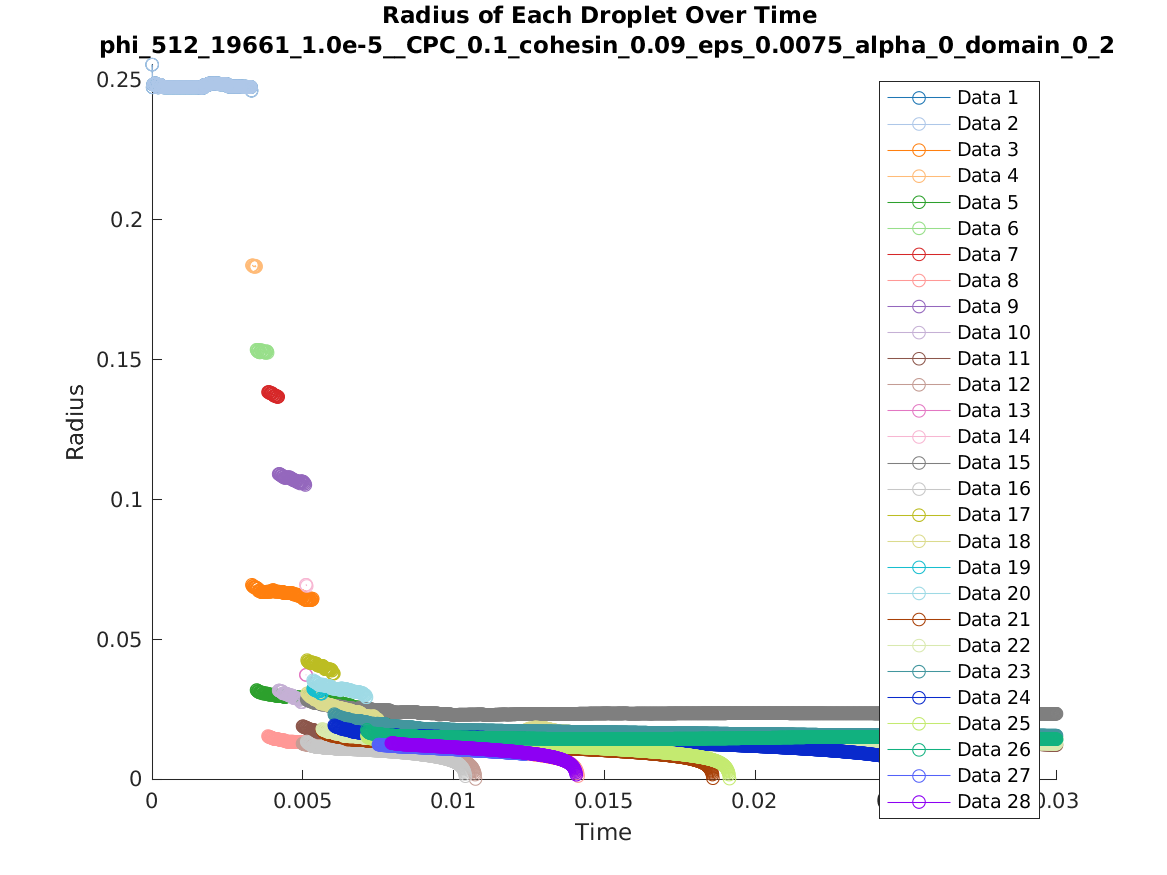 Radius of Each Droplet Over Time
phi_512_19661_1.0e-5__CPC_0.1_cohesin_0.09_eps_0.0075_alpha_0_domain_0_2
0.25
0.2
0.15
0.1
0.05
0
Radius
0
0.005
0.01
0.015
0.02
0.03
Time
Data 1
Data 2
Data 3
Data 4
Data 5
Data 6
Data 7
Data 8
Data 9
Data 10
Data 11
Data 12
Data 13
Data 14
Data 15
Data 16
Data 17
Data 18
Data 19
Data 20
Data 21
Data 22
Data 23
Data 24
Data 25
Data 26
Data 27
Data 28